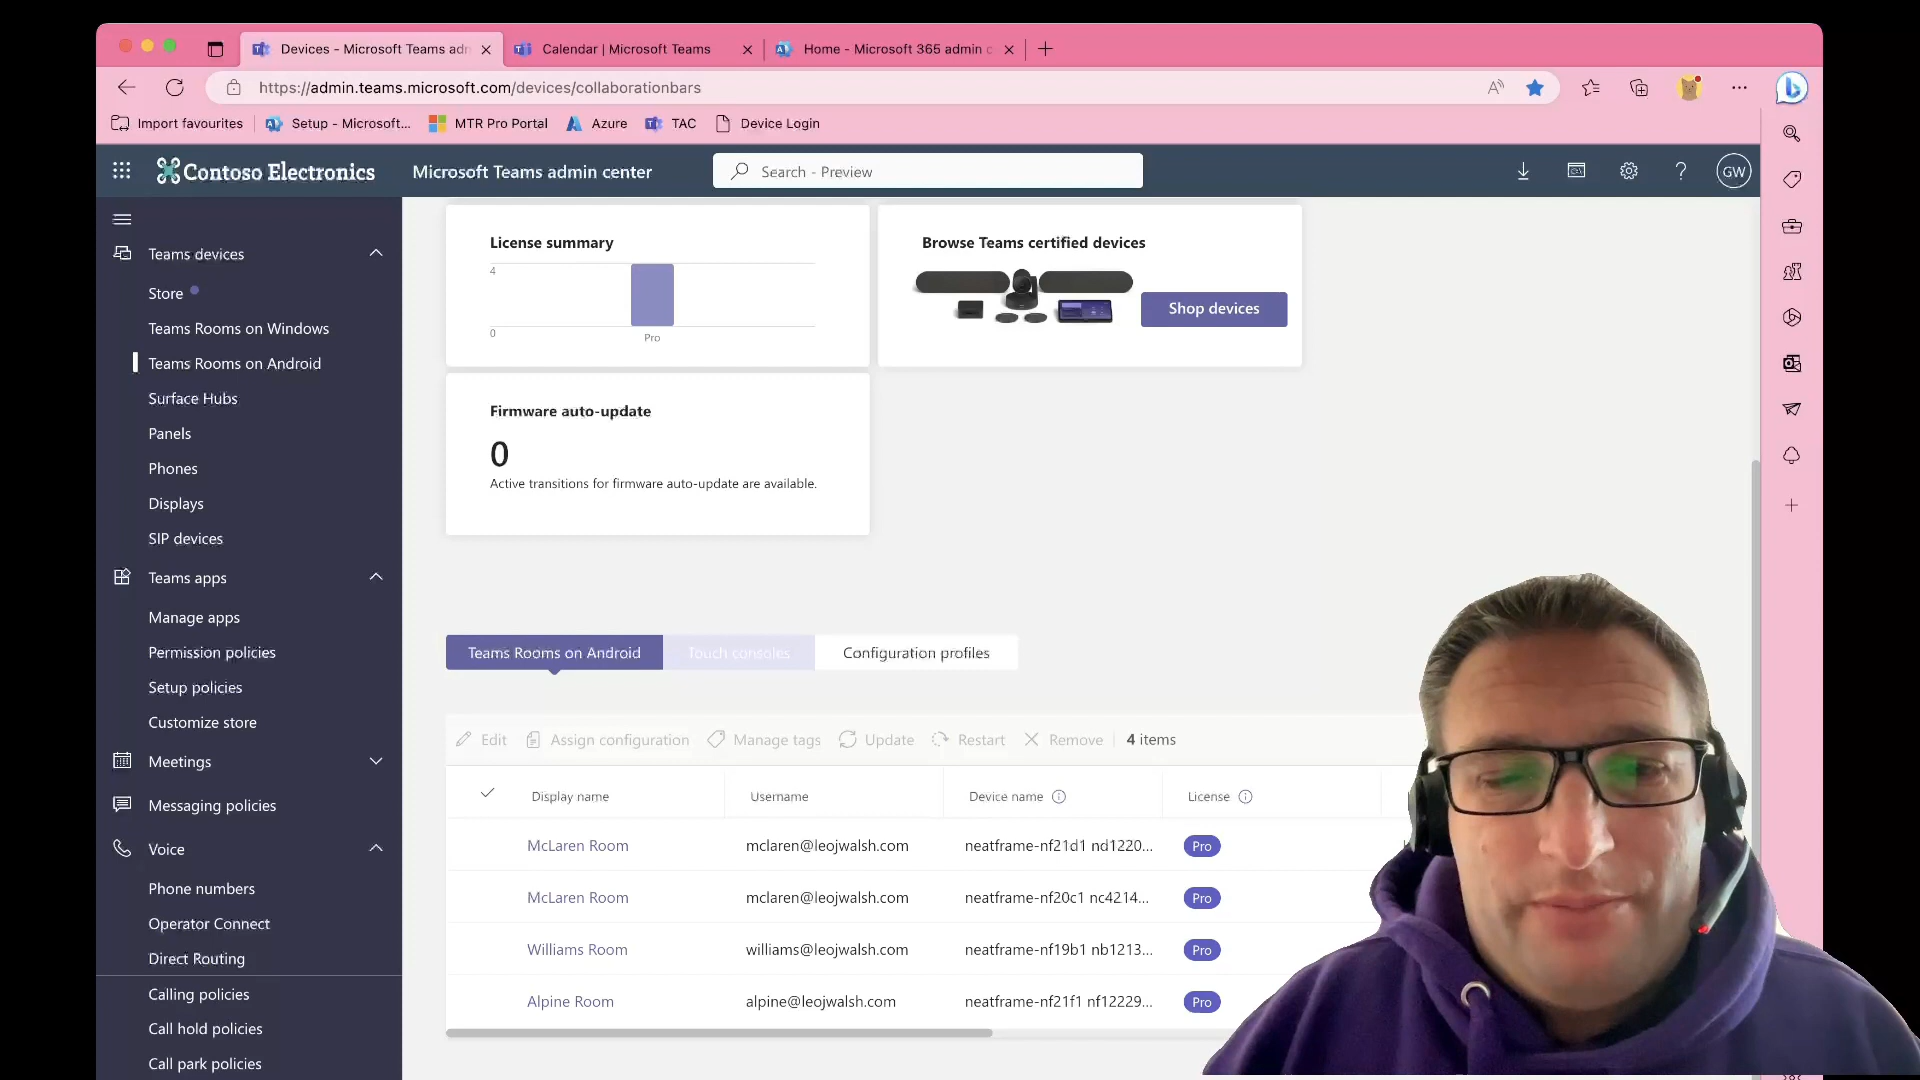 Devices - Microsoft Teams adm
Calendar | Microsoft Teams
Home - Microsoft 365 admin c
https://admin.teams.microsoft.com/devices/collaborationbars
Import favourites
Setup - Microsoft...
MTR Pro Portal
Azure
TAC
Device Login
Contoso Electronics
Microsoft Teams admin center
Search - Preview
GW
Teams devices
Store
Teams Rooms on Windows
Teams Rooms on Android
Surface Hubs
Panels
Phones
Displays
SIP devices
Teams apps
Manage apps
Permission policies
Setup policies
Customize store
Meetings
Messaging policies
Voice
Phone numbers
Operator Connect
Direct Routing
Calling policies
Call hold policies
Call park policies
License summary
4
0
Pro
Browse Teams certified devices
Shop devices
Firmware auto-update
0
Active transitions for firmware auto-update are available.
Teams Rooms on Android
Touch consoles
Configuration profiles
Edit
Assign configuration
Manage tags
Update
Restart
Remove
4 items
Display name
Username
Device name
License
McLaren Room
mclaren@leojwalsh.com
neatframe-nf21d1 nd1220...
Pro
McLaren Room
mclaren@leojwalsh.com
neatframe-nf20c1 nc4214...
Pro
Williams Room
williams@leojwalsh.com
neatframe-nf19b1 nb1213...
Pro
Alpine Room
alpine@leojwalsh.com
neatframe-nf21f1 nf12229...
Pro